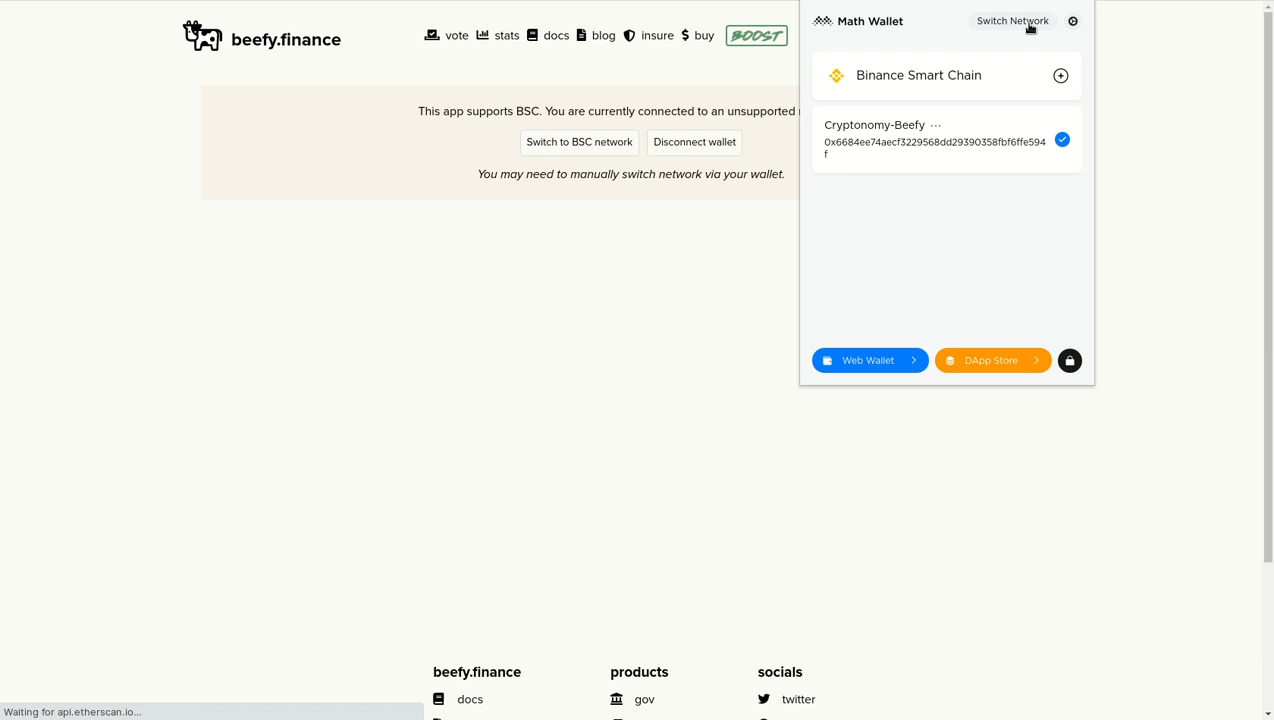 beefy.finance
vote stats docs blog insure buy BOOST
This app supports BSC. You are currently connected to an unsupported
Switch to BSC network Disconnect wallet
You may need to manually switch network via your wallet.
Math Wallet Switch Network
Binance Smart Chain
Cryptonomy-Beefy ...
0x6684ee74aecf3229568dd29390358fbf6ffe594
f
Web Wallet DApp Store
beefy.finance products socials
docs gov twitter
Waiting for api.etherscan.io...